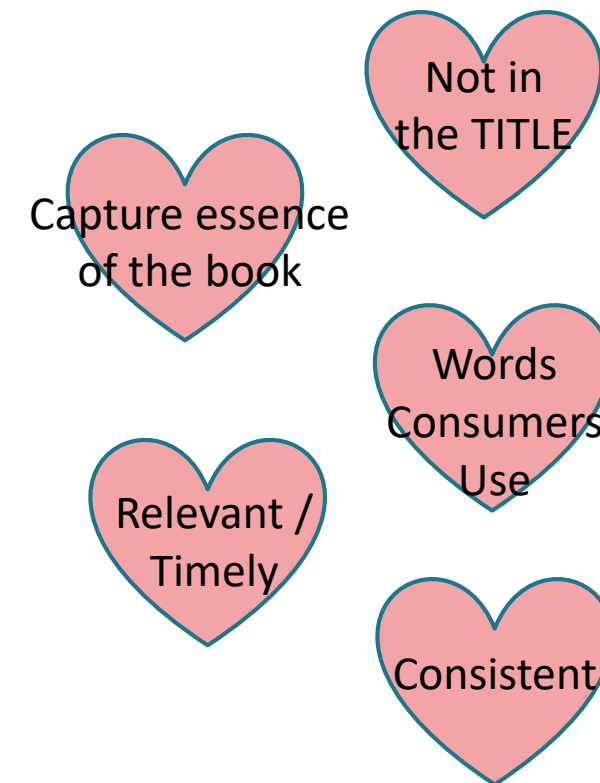 Not in
the TITLE
Capture essence
of the book
Words
Consumers
Use
Relevant /
Timely
Consistent